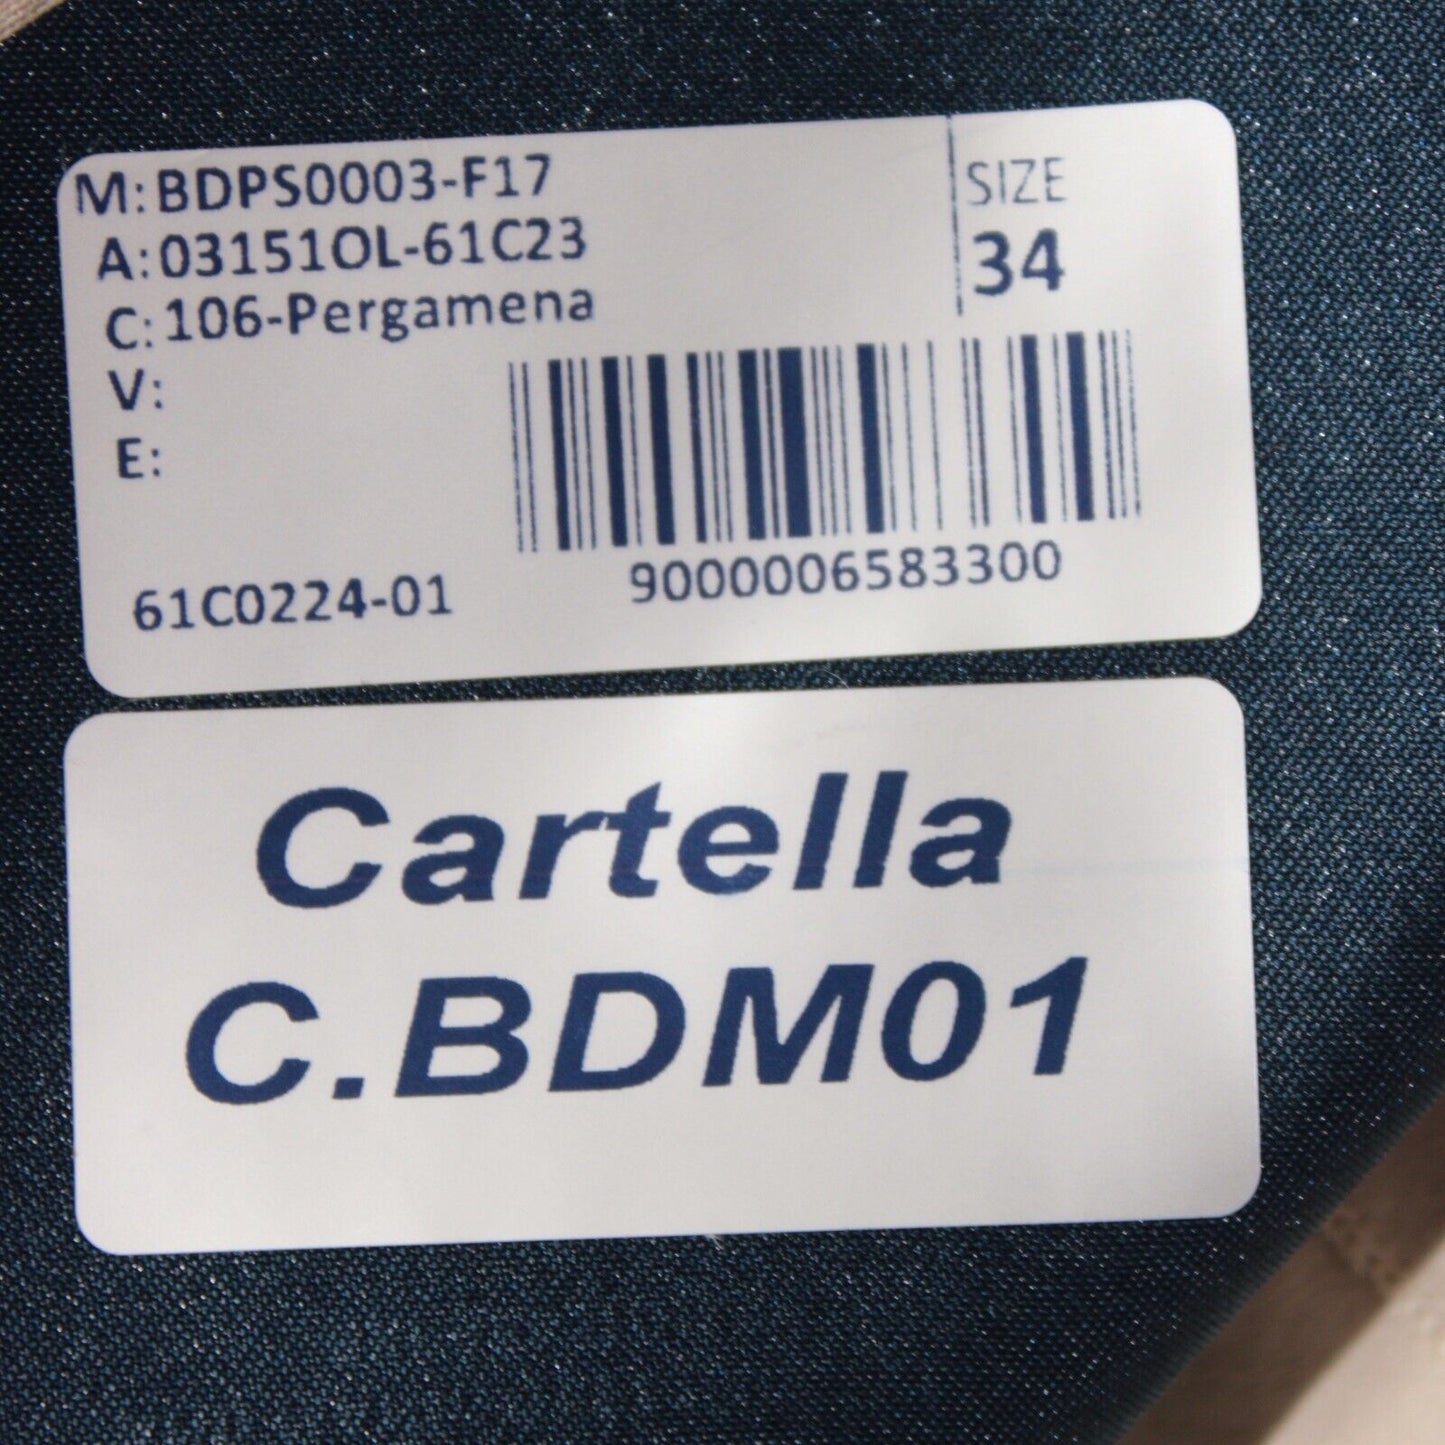 M: BDPS0003-F17
A: 03151OL-61C23
C: 106-Pergamena
V:
E:
SIZE
34
61C0224-01
9000006583300
Cartella
C.BDM01